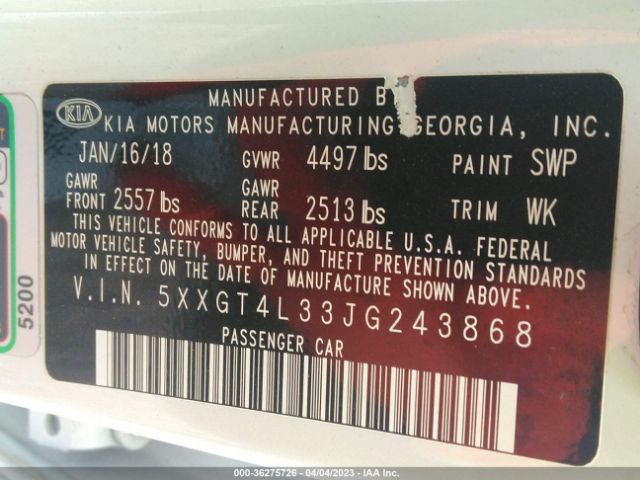 MANUFACTURED B
KIA
KIA MOTORS MANUFACTURING GEORGIA, INC.
JAN/16/18 GVWR 4497 lbs PAINT SWP
GAWR FRONT 2557 lbs GAWR REAR 2513 lbs TRIM WK
THIS VEHICLE CONFORMS TO ALL APPLICABLE U.S.A. FEDERAL
MOTOR VEHICLE SAFETY, BUMPER, AND THEFT PREVENTION STANDARDS
IN EFFECT ON THE DATE OF MANUFACTURE SHOWN ABOVE.
V.I.N. 5XXGT4L33JG243868
PASSENGER CAR
5200
000-36275726 - 04/04/2023 - IAA Inc.